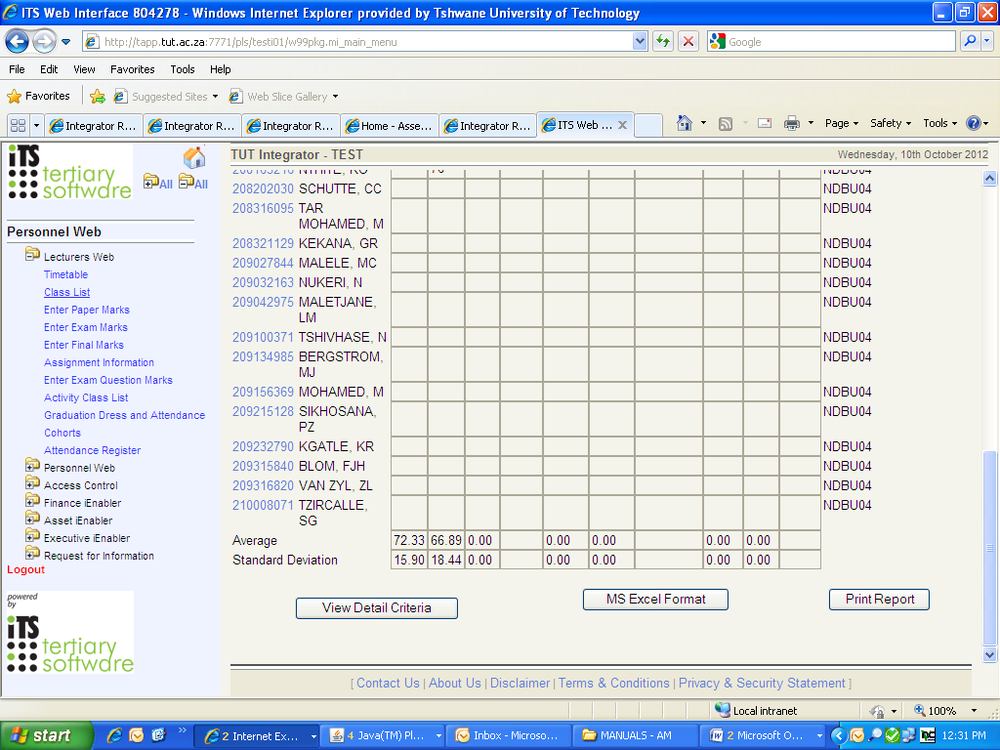 ITS Web Interface 804278 - Windows Internet Explorer provided by Tshwane University of Technology
http://tapp.tut.ac.za:7771/pls/testi01/w99pkg.mi_main_menu
Google
File Edit View Favorites Tools Help
Favorites Suggested Sites Web Slice Gallery
Integrator R... Integrator R... Integrator R... Home - Asse... Integrator R... ITS Web ... Page Safety Tools
iTS tertiary software
All All
TUT Integrator - TEST Wednesday, 10th October 2012
Personnel Web
Lecturers Web
Timetable
Class List
Enter Paper Marks
Enter Exam Marks
Enter Final Marks
Assignment Information
Enter Exam Question Marks
Activity Class List
Graduation Dress and Attendance
Cohorts
Attendance Register
Personnel Web
Access Control
Finance iEnabler
Asset iEnabler
Executive iEnabler
Request for Information
Logout
powered by
iTS tertiary software
NDBU04
208202030 SCHUTTE, CC NDBU04
208316095 TAR MOHAMED, M NDBU04
208321129 KEKANA, GR NDBU04
209027844 MALELE, MC NDBU04
209032163 NUKERI, N NDBU04
209042975 MALETJANE, LM NDBU04
209100371 TSHIVHASE, N NDBU04
209134985 BERGSTROM, MJ NDBU04
209156369 MOHAMED, M NDBU04
209215128 SIKHOSANA, PZ NDBU04
209232790 KGATLE, KR NDBU04
209315840 BLOM, FJH NDBU04
209316820 VAN ZYL, ZL NDBU04
210008071 TZIRCALLE, SG NDBU04
Average 72.33 66.89 0.00 0.00 0.00 0.00 0.00
Standard Deviation 15.90 18.44 0.00 0.00 0.00 0.00 0.00
View Detail Criteria MS Excel Format Print Report
[ Contact Us | About Us | Disclaimer | Terms & Conditions | Privacy & Security Statement ]
Local intranet 100%
start 2 Internet Ex... 4 Java(TM) Pl... Inbox - Microso... MANUALS - AM 2 Microsoft O... 12:31 PM